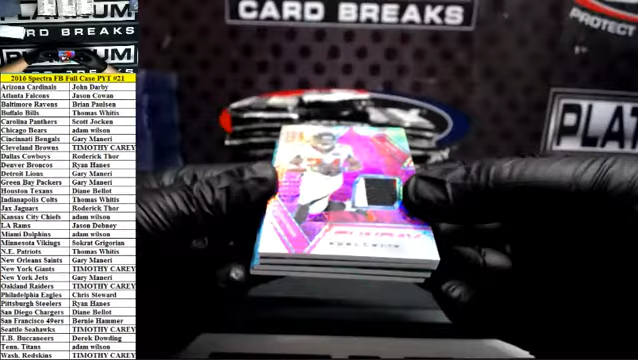 CARD BREAKS
PROTECT
PLAT
CARD BREAKS
2016 Spectra FB Full Case PYT #21
Arizona Cardinals John Darby
Atlanta Falcons Jason Cowan
Baltimore Ravens Brian Paulsen
Buffalo Bills Thomas Whitis
Carolina Panthers Scott Jocken
Chicago Bears adam wilson
Cincinnati Bengals Gary Maneri
Cleveland Browns TIMOTHY CAREY
Dallas Cowboys Roderick Thor
Denver Broncos Ryan Hanes
Detroit Lions Gary Maneri
Green Bay Packers Gary Maneri
Houston Texans Diane Bellot
Indianapolis Colts Thomas Whitis
Jax Jaguars Roderick Thor
Kansas City Chiefs adam wilson
LA Rams Jason Debney
Miami Dolphins adam wilson
Minnesota Vikings Sokrat Grigorian
N.E. Patriots Thomas Whitis
New Orleans Saints Gary Maneri
New York Giants TIMOTHY CAREY
New York Jets Gary Maneri
Oakland Raiders TIMOTHY CAREY
Philadelphia Eagles Chris Steward
Pittsburgh Steelers Ryan Hanes
San Diego Chargers Diane Bellot
San Francisco 49ers Bernie Hammer
Seattle Seahawks TIMOTHY CAREY
T.B. Buccaneers Derek Dowding
Tenn. Titans adam wilson
Wash. Redskins TIMOTHY CAREY